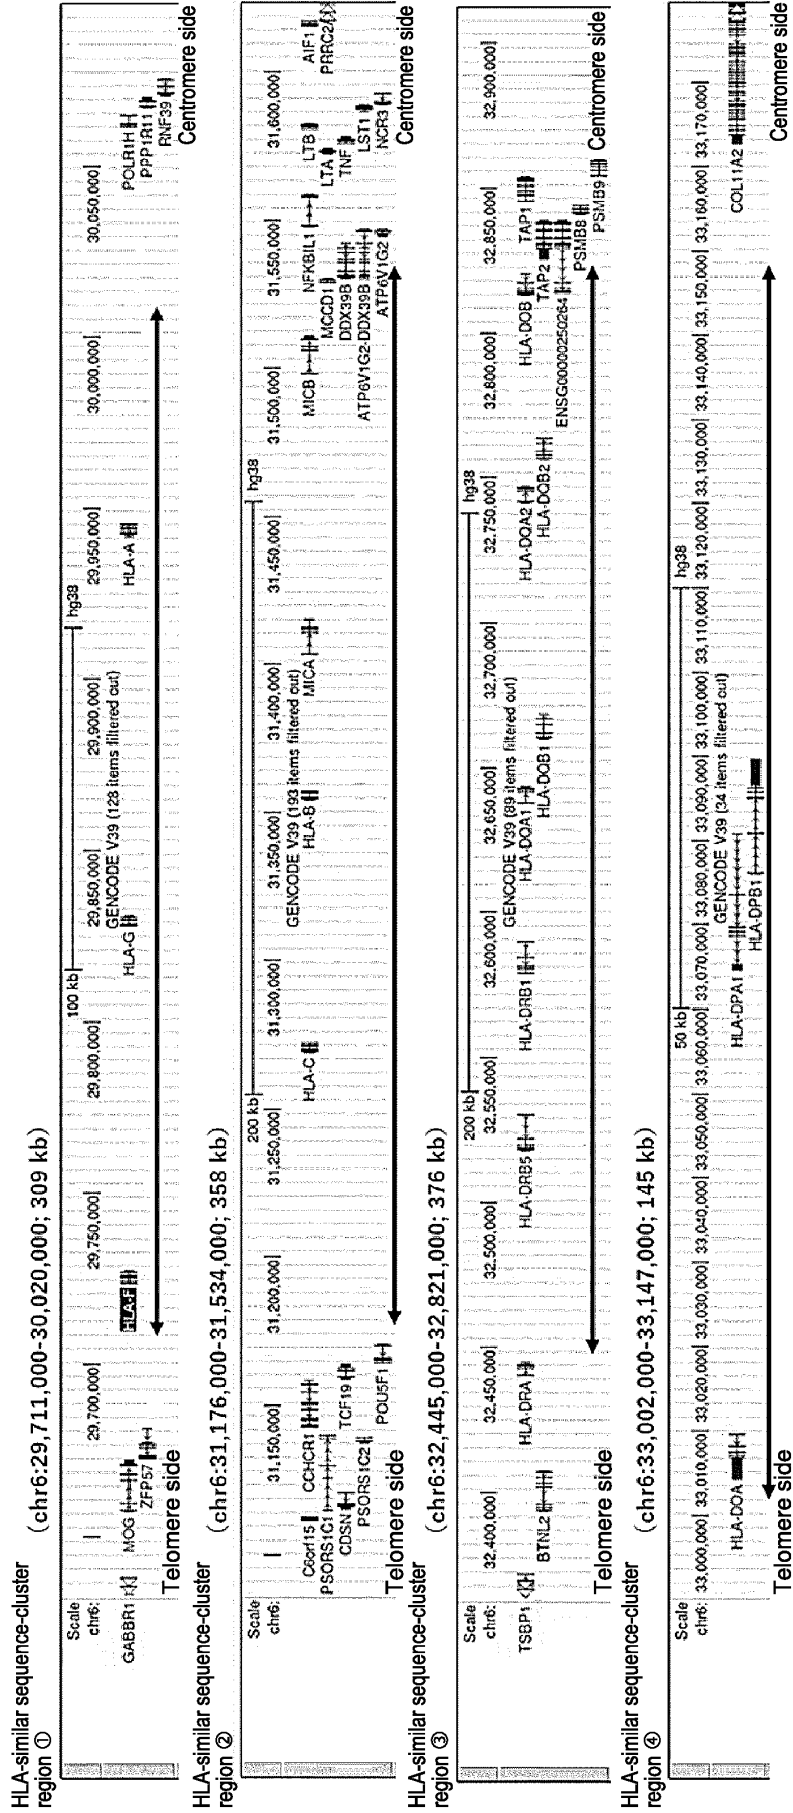 HLA-similar sequence-cluster
region ① (chr6:29,711,000-30,020,000; 309 kb)
Scale 100 kb hg38
chr6: 29,700,000 29,750,000 29,800,000 29,850,000 29,900,000 29,950,000 30,000,000 30,050,000
GENCODE V39 (128 items filtered out)
GABBR1 MOG HLA-F HLA-G HLA-A POLR1H
ZFP57 PPP1R11
RNF39
Telomere side Centromere side
HLA-similar sequence-cluster
region ② (chr6:31,176,000-31,534,000; 358 kb)
Scale 200 kb hg38
chr6: 31,150,000 31,200,000 31,250,000 31,300,000 31,350,000 31,400,000 31,450,000 31,500,000 31,550,000 31,600,000
GENCODE V39 (193 items filtered out)
C6orf15 CCHCR1 HLA-C HLA-B MICA MICB NFKBIL1 LTB AIF1
PSORS1C1 MCCD1 LTA PRRC2A
CDSN TCF19 DDX39B TNF
PSORS1C2 ATP6V1G2-DDX39B LST1
POU5F1 ATP6V1G2 NCR3
Telomere side Centromere side
HLA-similar sequence-cluster
region ③ (chr6:32,445,000-32,821,000; 376 kb)
Scale 200 kb hg38
chr6: 32,400,000 32,450,000 32,500,000 32,550,000 32,600,000 32,650,000 32,700,000 32,750,000 32,800,000 32,850,000 32,900,000
GENCODE V39 (89 items filtered out)
TSBP1 HLA-DRA HLA-DRB5 HLA-DRB1 HLA-DQA1 HLA-DQA2 HLA-DOB TAP1
BTNL2 HLA-DQB1 HLA-DQB2 TAP2
ENSG00000250264
PSMB8
PSMB9
Telomere side Centromere side
HLA-similar sequence-cluster
region ④ (chr6:33,002,000-33,147,000; 145 kb)
Scale 50 kb hg38
chr6: 33,000,000 33,010,000 33,020,000 33,030,000 33,040,000 33,050,000 33,060,000 33,070,000 33,080,000 33,090,000 33,100,000 33,110,000 33,120,000 33,130,000 33,140,000 33,150,000 33,160,000 33,170,000
GENCODE V39 (34 items filtered out)
HLA-DOA HLA-DPA1 COL11A2
HLA-DPB1
Telomere side Centromere side